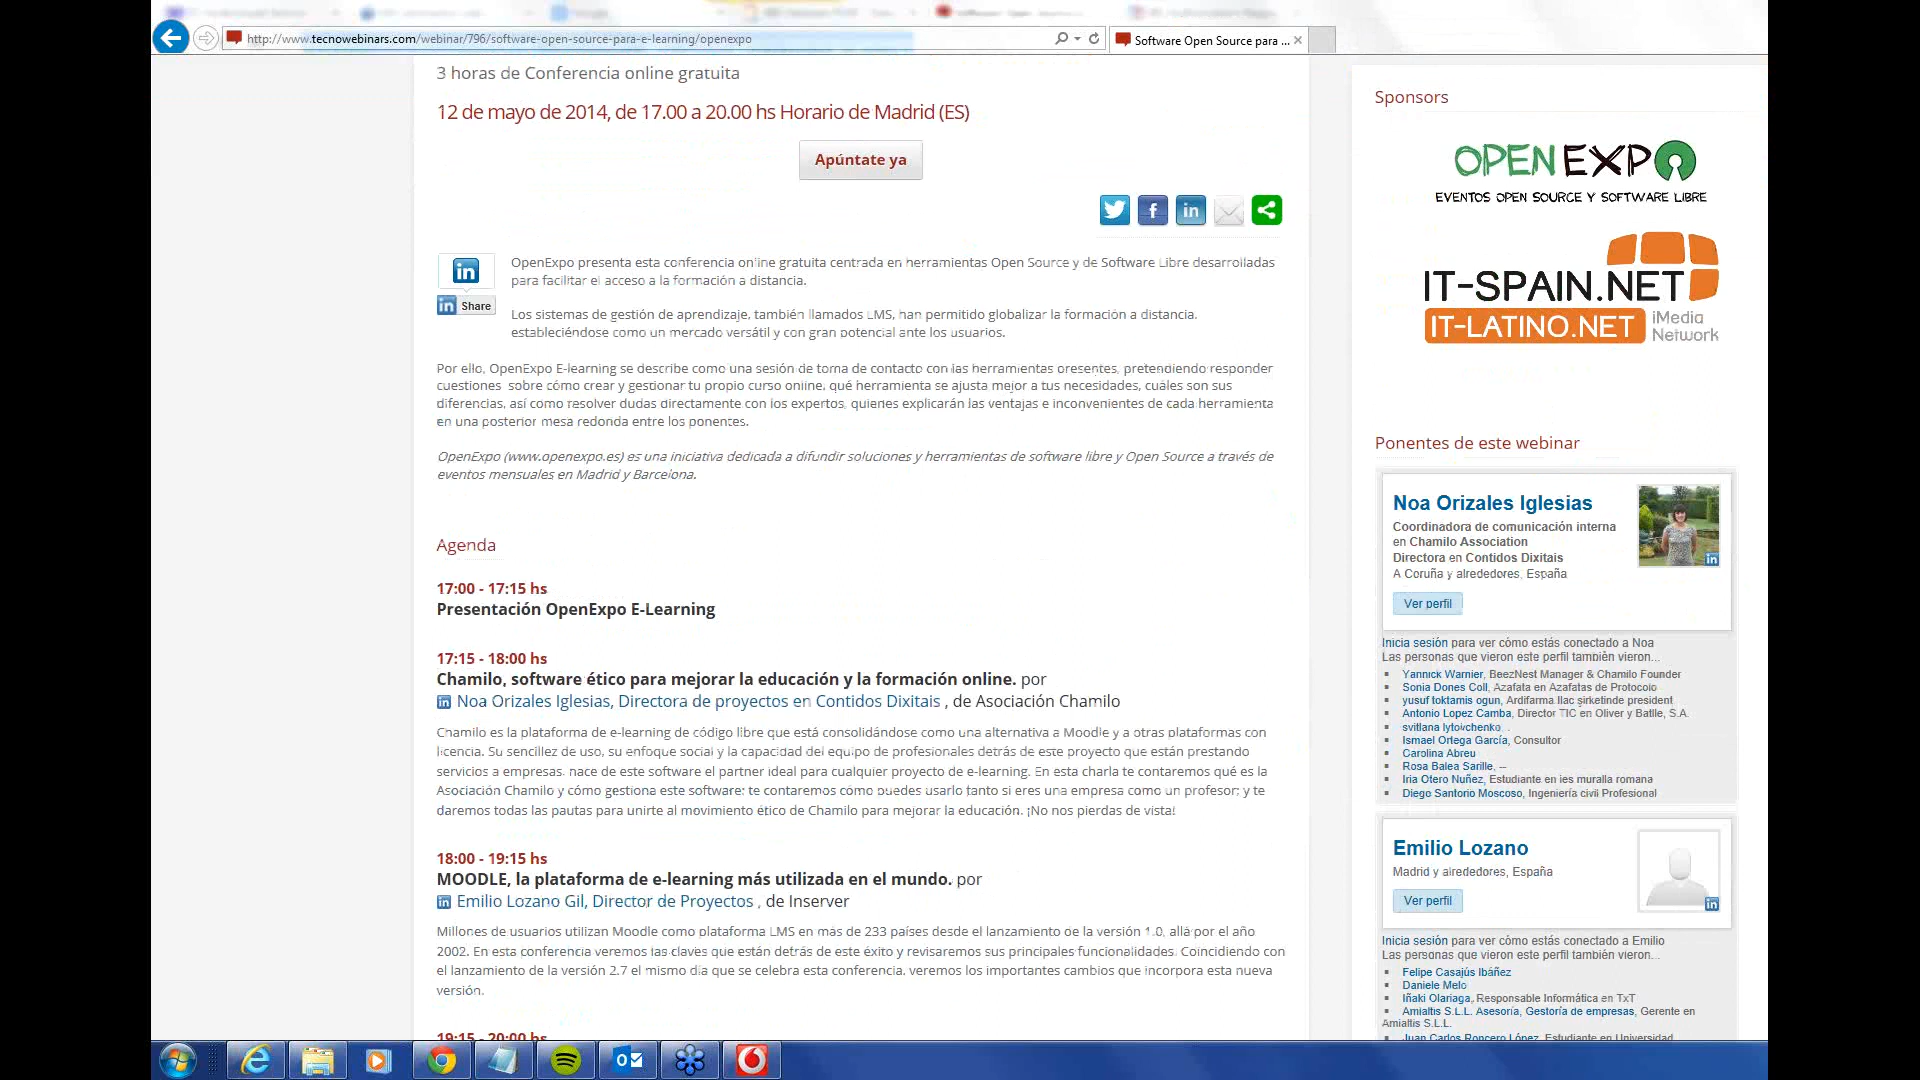 http://www.tecnowebinars.com/webinar/796/software-open-source-para-e-learning/openexpo
Software Open Source para ...
3 horas de Conferencia online gratuita
12 de mayo de 2014, de 17.00 a 20.00 hs Horario de Madrid (ES)
Apúntate ya
in
in Share
OpenExpo presenta esta conferencia online gratuita centrada en herramientas Open Source y de Software Libre desarrolladas
para facilitar el acceso a la formación a distancia.
Los sistemas de gestión de aprendizaje, también llamados LMS, han permitido globalizar la formación a distancia.
estableciéndose como un mercado versátil y con gran potencial ante los usuarios.
Por ello, OpenExpo E-learning se describe como una sesión de toma de contacto con las herramientas presentes, pretendiendo responder
cuestiones sobre cómo crear y gestionar tu propio curso online, qué herramienta se ajusta mejor a tus necesidades, cuáles son sus
diferencias, así como resolver dudas directamente con los expertos, quienes explicarán las ventajas e inconvenientes de cada herramienta
en una posterior mesa redonda entre los ponentes.
OpenExpo (www.openexpo.es) es una iniciativa dedicada a difundir soluciones y herramientas de software libre y Open Source a través de
eventos mensuales en Madrid y Barcelona.
Agenda
17:00 - 17:15 hs
Presentación OpenExpo E-Learning
17:15 - 18:00 hs
Chamilo, software ético para mejorar la educación y la formación online. por
Noa Orizales Iglesias, Directora de proyectos en Contidos Dixitais , de Asociación Chamilo
Chamilo es la plataforma de e-learning de código libre que está consolidándose como una alternativa a Moodle y a otras plataformas con
licencia. Su sencillez de uso, su enfoque social y la capacidad del equipo de profesionales detrás de este proyecto que están prestando
servicios a empresas, hace de este software el partner ideal para cualquier proyecto de e-learning. En esta charla te contaremos qué es la
Asociación Chamilo y cómo gestiona este software; te contaremos cómo puedes usarlo tanto si eres una empresa como un profesor; y te
daremos todas las pautas para unirte al movimiento ético de Chamilo para mejorar la educación. ¡No nos pierdas de vista!
18:00 - 19:15 hs
MOODLE, la plataforma de e-learning más utilizada en el mundo. por
Emilio Lozano Gil, Director de Proyectos , de Inserver
Millones de usuarios utilizan Moodle como plataforma LMS en más de 233 países desde el lanzamiento de la versión 1.0, allá por el año
2002. En esta conferencia veremos las claves que están detrás de este éxito y revisaremos sus principales funcionalidades. Coincidiendo con
el lanzamiento de la versión 2.7 el mismo día que se celebra esta conferencia, veremos los importantes cambios que incorpora esta nueva
versión.
19:15 - 20:00 hs
Sponsors
OPENEXPO
EVENTOS OPEN SOURCE Y SOFTWARE LIBRE
IT-SPAIN.NET
IT-LATINO.NET iMedia
Network
Ponentes de este webinar
Noa Orizales Iglesias
Coordinadora de comunicación interna
en Chamilo Association
Directora en Contidos Dixitais
A Coruña y alrededores, España
Ver perfil
Inicia sesión para ver cómo estás conectado a Noa
Las personas que vieron este perfil también vieron...
Yannick Warnier, BeezNest Manager & Chamilo Founder
Sonia Dones Coll, Azafata en Azafatas de Protocolo
yusuf toktamis ogun, Ardifarma Ilac şirketinde president
Antonio Lopez Camba, Director TIC en Oliver y Batlle, S.A.
svitlana lytovchenko, .
Ismael Ortega García, Consultor
Carolina Abreu
Rosa Balea Sarille, --
Iria Otero Nuñez, Estudiante en ies muralla romana
Diego Santorio Moscoso, Ingeniería civil Profesional
Emilio Lozano
Madrid y alrededores, España
Ver perfil
Inicia sesión para ver cómo estás conectado a Emilio
Las personas que vieron este perfil también vieron...
Felipe Casajús Ibáñez
Daniele Melo
Iñaki Olariaga, Responsable Informática en TxT
Amialtis S.L.L. Asesoría, Gestoría de empresas, Gerente en
Amialtis S.L.L.
Juan Carlos Roncero López, Estudiante en Universidad